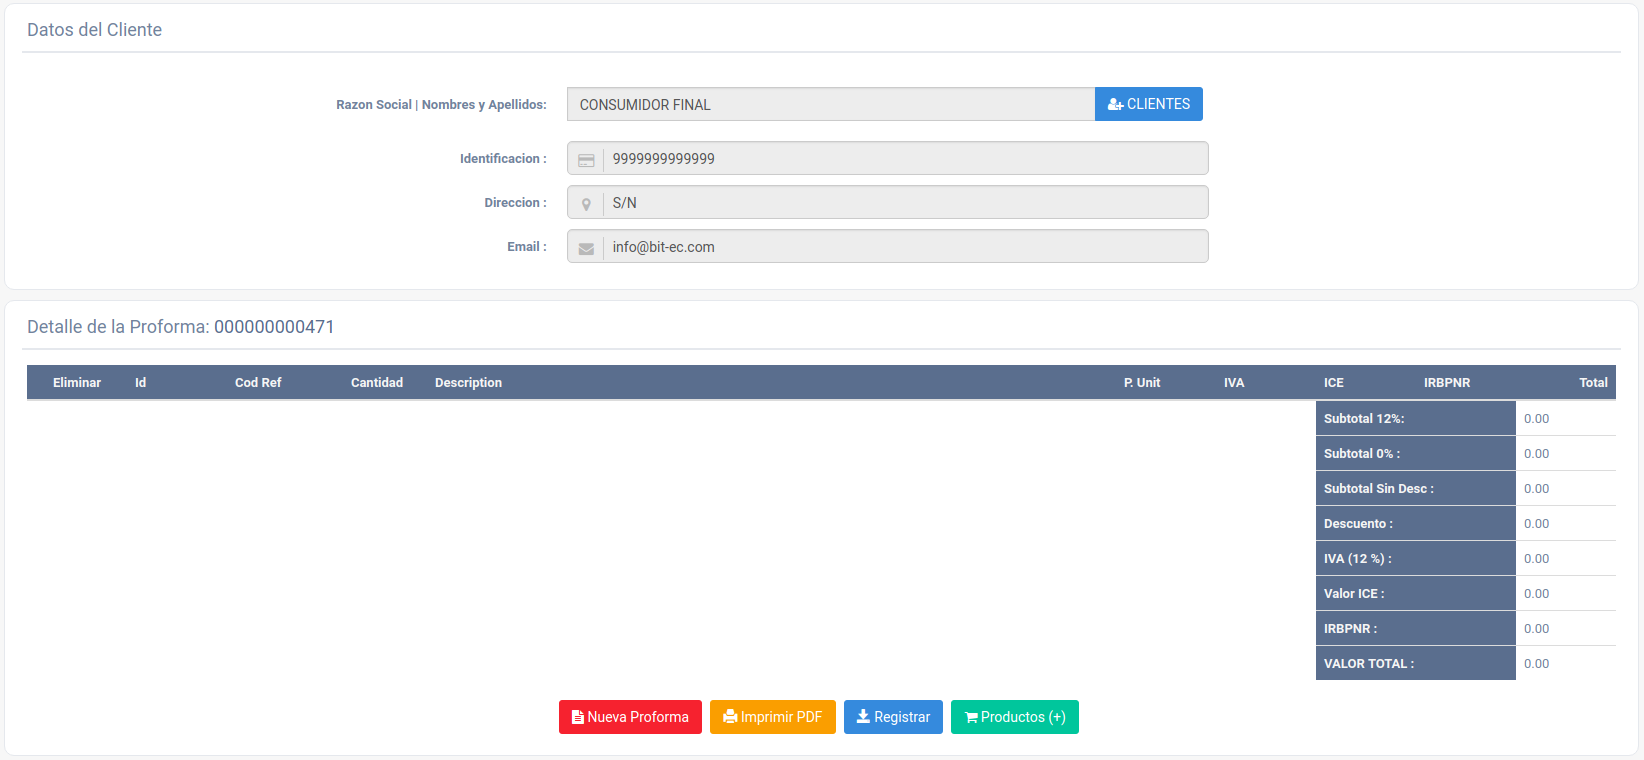 Datos del Cliente
Razon Social | Nombres y Apellidos: CONSUMIDOR FINAL CLIENTES
Identificacion : 9999999999999
Direccion : S/N
Email : info@bit-ec.com
Detalle de la Proforma: 000000000471
Eliminar Id Cod Ref Cantidad Description P. Unit IVA ICE IRBPNR Total
Subtotal 12%: 0.00
Subtotal 0% : 0.00
Subtotal Sin Desc : 0.00
Descuento : 0.00
IVA (12 %) : 0.00
Valor ICE : 0.00
IRBPNR : 0.00
VALOR TOTAL : 0.00
Nueva Proforma Imprimir PDF Registrar Productos (+)